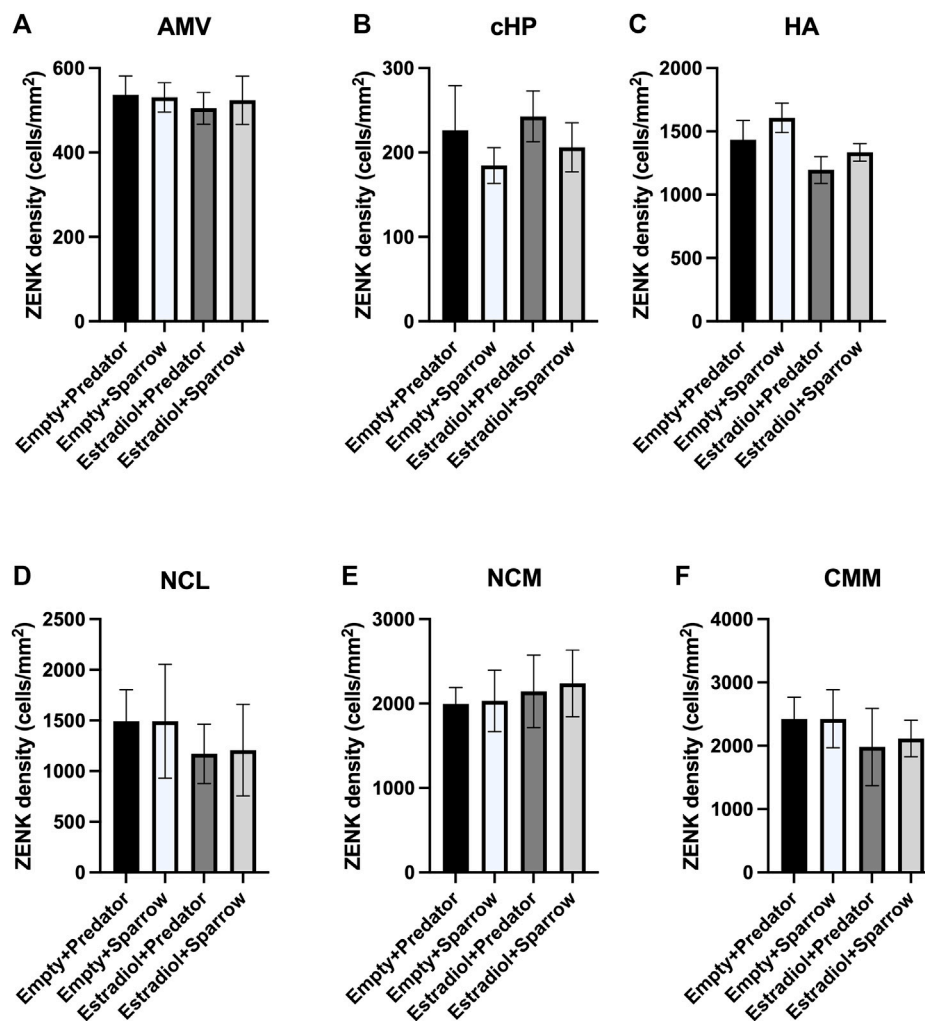 A
AMV
ZENK density (cells/mm²)
600
400
200
0
Empty+Predator
Empty+Sparrow
Estradiol+Predator
Estradiol+Sparrow
B
cHP
ZENK density (cells/mm²)
300
200
100
0
Empty+Predator
Empty+Sparrow
Estradiol+Predator
Estradiol+Sparrow
C
HA
ZENK density (cells/mm²)
2000
1500
1000
500
0
Empty+Predator
Empty+Sparrow
Estradiol+Predator
Estradiol+Sparrow
D
NCL
ZENK density (cells/mm²)
2500
2000
1500
1000
500
0
Empty+Predator
Empty+Sparrow
Estradiol+Predator
Estradiol+Sparrow
E
NCM
ZENK density (cells/mm²)
3000
2000
1000
0
Empty+Predator
Empty+Sparrow
Estradiol+Predator
Estradiol+Sparrow
F
CMM
ZENK density (cells/mm²)
4000
3000
2000
1000
0
Empty+Predator
Empty+Sparrow
Estradiol+Predator
Estradiol+Sparrow